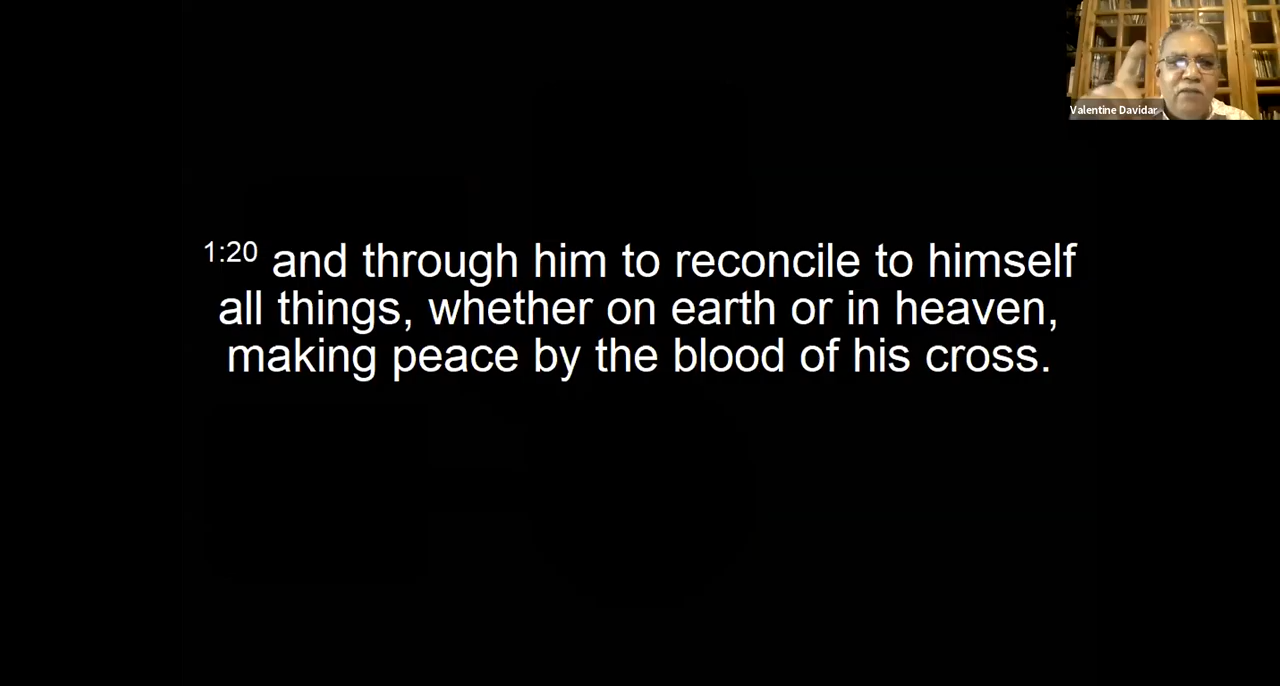 Valentine Davidar
1:20 and through him to reconcile to himself
all things, whether on earth or in heaven,
making peace by the blood of his cross.